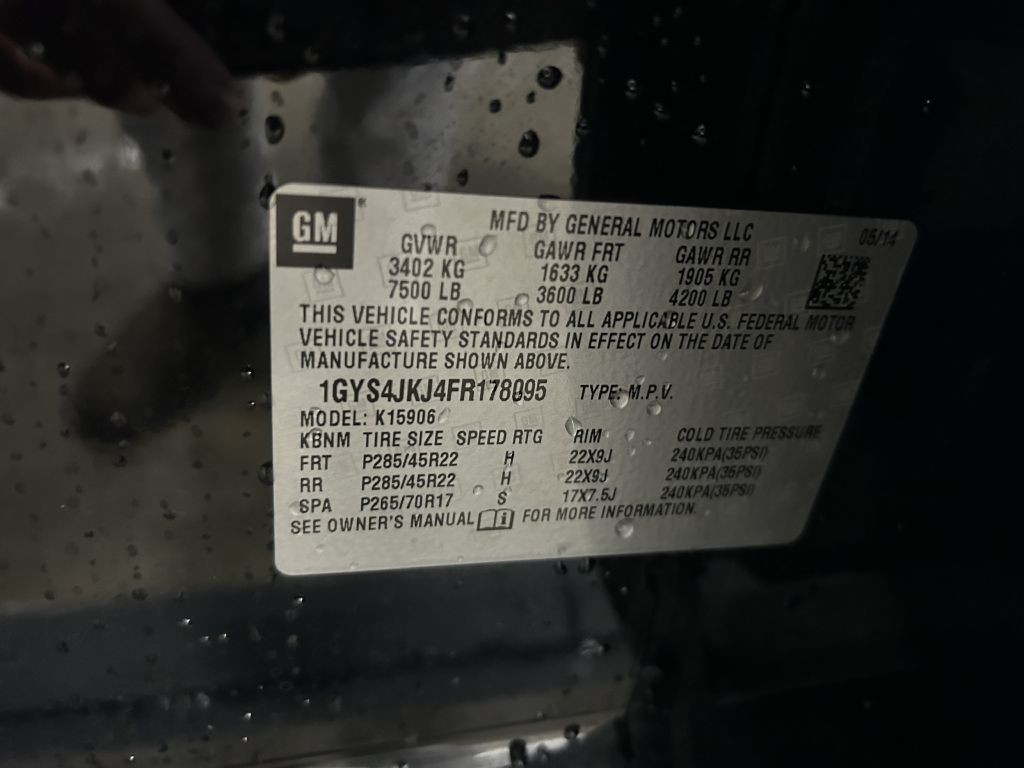 GM
MFD BY GENERAL MOTORS LLC 05/14
GVWR GAWR FRT GAWR RR
3402 KG 1633 KG 1905 KG
7500 LB 3600 LB 4200 LB
THIS VEHICLE CONFORMS TO ALL APPLICABLE U.S. FEDERAL MOTOR
VEHICLE SAFETY STANDARDS IN EFFECT ON THE DATE OF
MANUFACTURE SHOWN ABOVE.
1GYS4JKJ4FR178095 TYPE: M.P.V.
MODEL: K15906
KBNM TIRE SIZE SPEED RTG RIM COLD TIRE PRESSURE
FRT P285/45R22 H 22X9J 240KPA(35PSI)
RR P285/45R22 H 22X9J 240KPA(35PSI)
SPA P265/70R17 S 17X7.5J 240KPA(35PSI)
SEE OWNER'S MANUAL FOR MORE INFORMATION.